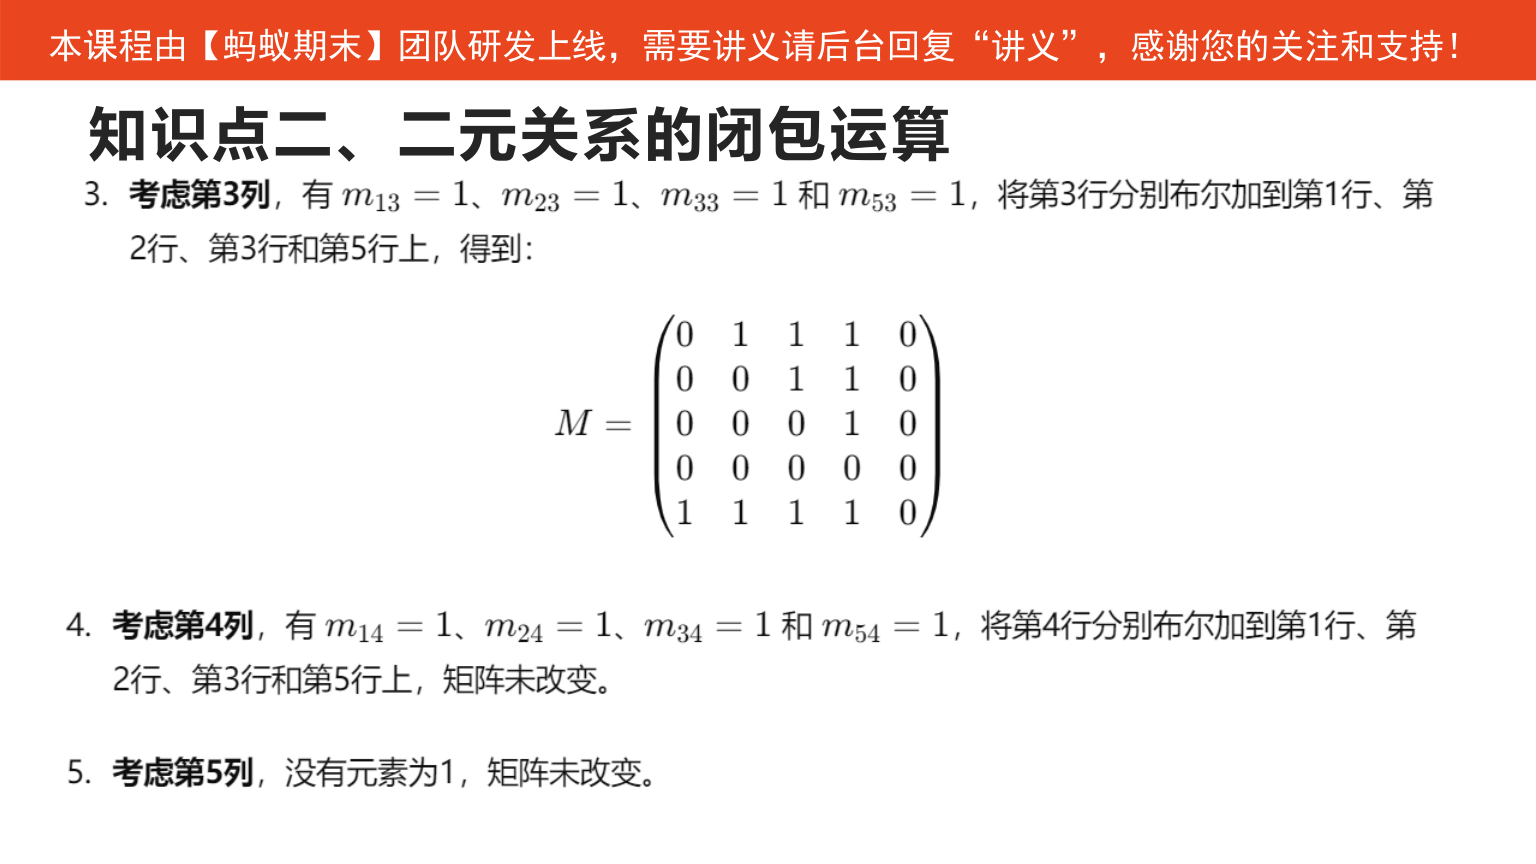 本课程由【蚂蚁期末】团队研发上线，需要讲义请后台回复“讲义”，感谢您的关注和支持！
知识点二、二元关系的闭包运算
3. 考虑第3列，有 m₁₃ = 1、m₂₃ = 1、m₃₃ = 1 和 m₅₃ = 1，将第3行分别布尔加到第1行、第
2行、第3行和第5行上，得到：
0 1 1 1 0
0 0 1 1 0
M = 0 0 0 1 0
0 0 0 0 0
1 1 1 1 0
4. 考虑第4列，有 m₁₄ = 1、m₂₄ = 1、m₃₄ = 1 和 m₅₄ = 1，将第4行分别布尔加到第1行、第
2行、第3行和第5行上，矩阵未改变。
5. 考虑第5列，没有元素为1，矩阵未改变。